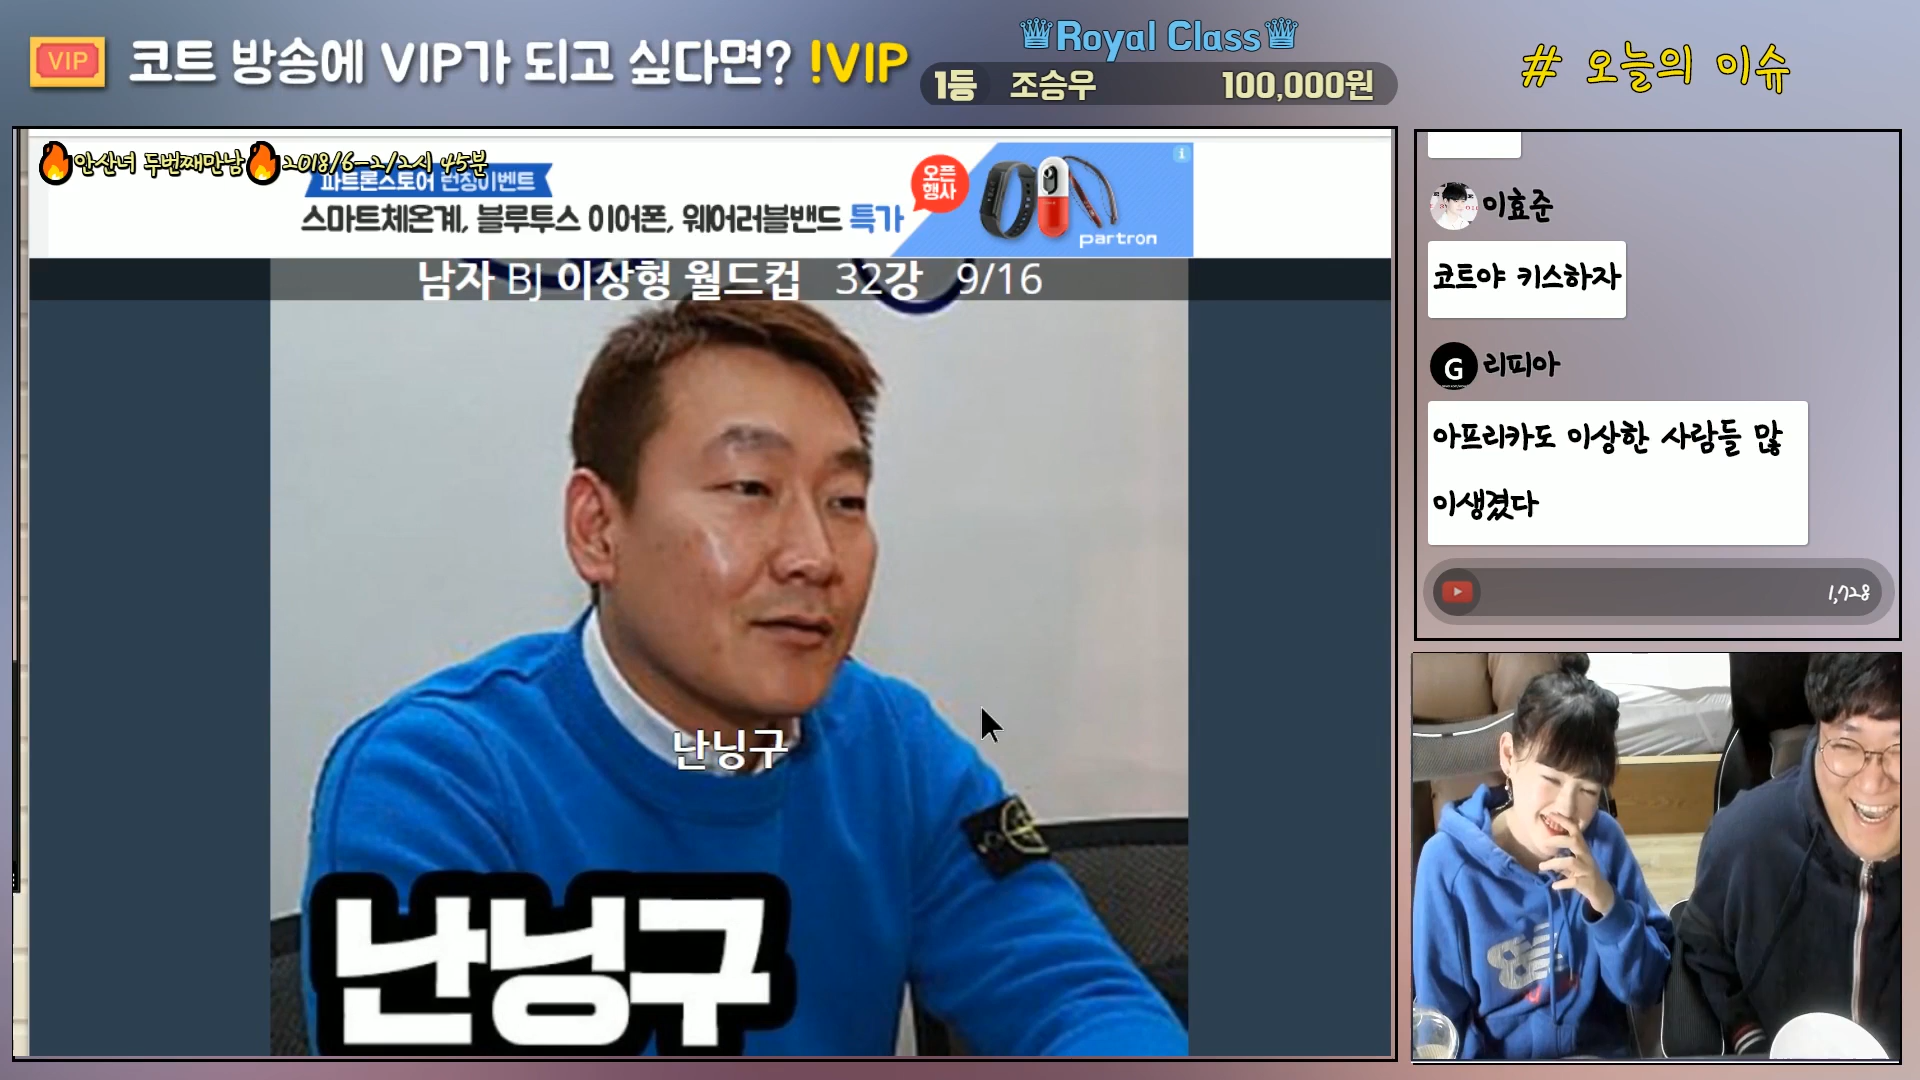 VIP
코트 방송에 VIP가 되고 싶다면? !VIP
Royal Class
1등 조승우 100,000원
# 오늘의 이슈
안산녀 두번째만남 2018/6-2/2시 45분
파트론스토어 런칭이벤트
스마트체온계, 블루투스 이어폰, 웨어러블밴드 특가
오픈
행사
partron
남자 BJ 이상형 월드컵 32강 9/16
난닝구
난닝구
이효준
코트야 키스하자
G 리피아
아프리카도 이상한 사람들 많
이생겼다
1,728